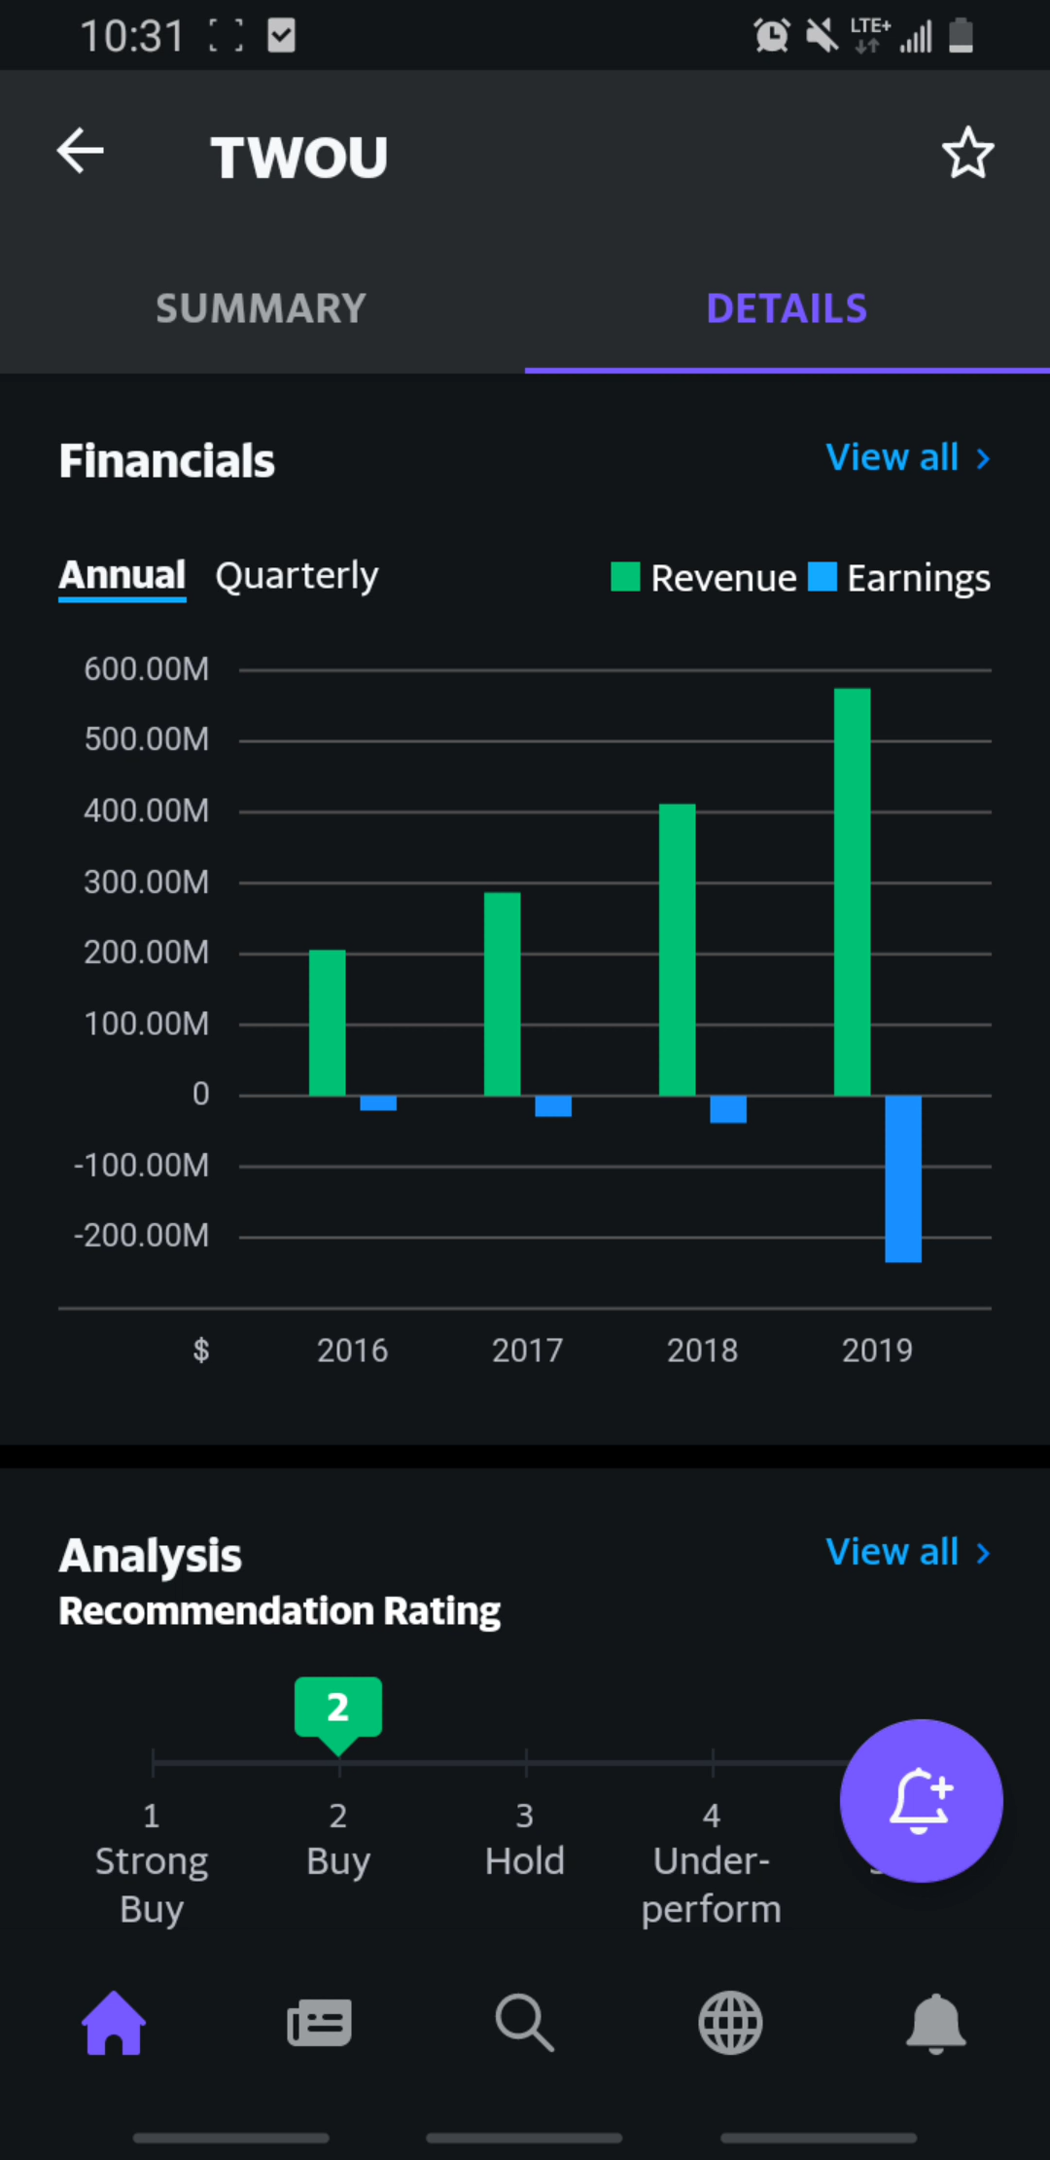 10:31 LTE+
TWOU
SUMMARY DETAILS
Financials View all >
Annual Quarterly Revenue Earnings
600.00M
500.00M
400.00M
300.00M
200.00M
100.00M
0
-100.00M
-200.00M
$ 2016 2017 2018 2019
Analysis View all >
Recommendation Rating
2
1 2 3 4
Strong Buy Hold Under-
Buy perform